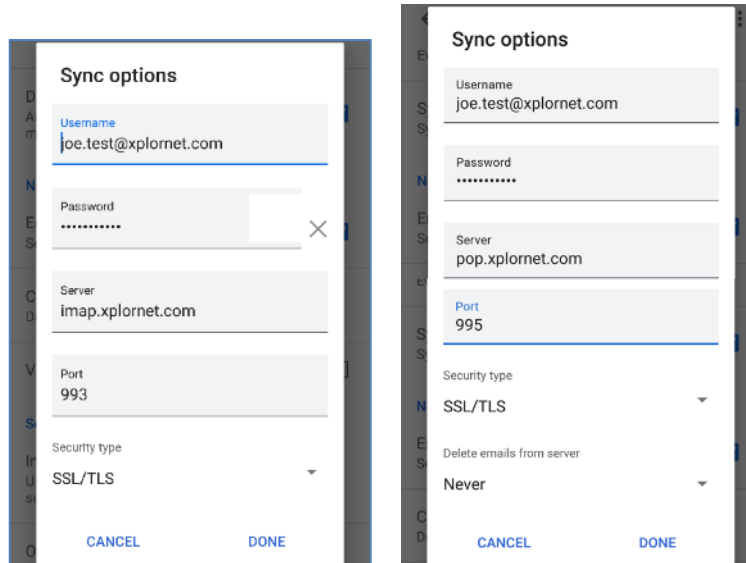 Sync options
Username
joe.test@xplornet.com
Password
•••••••••••
Server
imap.xplornet.com
Port
993
Security type
SSL/TLS
CANCEL DONE
Sync options
Username
joe.test@xplornet.com
Password
•••••••••••
Server
pop.xplornet.com
Port
995
Security type
SSL/TLS
Delete emails from server
Never
CANCEL DONE